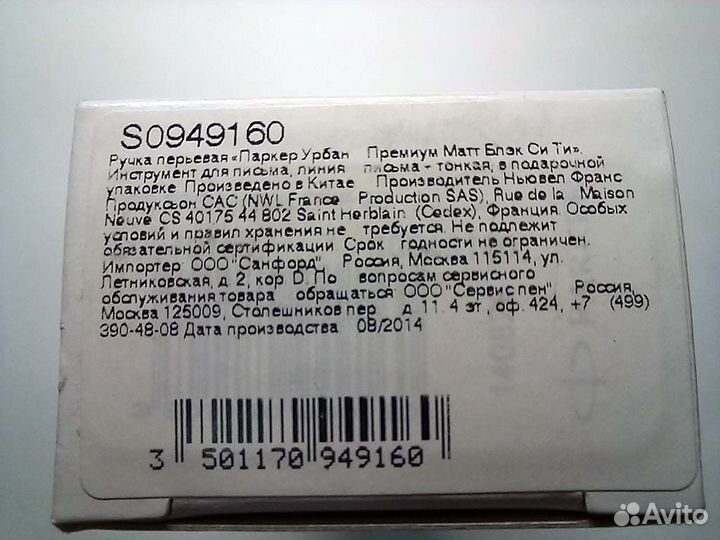 S0949160
Ручка перьевая «Паркер Урбан Премиум Матт Блэк Си Ти».
Инструмент для письма, линия письма - тонкая, в подарочной
упаковке Произведено в Китае Производитель Ньювел Франс
Продуксьон САС (NWL France Production SAS), Rue de la Maison
Neuve CS 40175 44 802 Saint Herblain (Cedex), Франция. Особых
условий и правил хранения не требуется. Не подлежит
обязательной сертификации Срок годности не ограничен.
Импортер ООО "Санфорд", Россия, Москва 115114, ул.
Летниковская, д 2, кор D. По вопросам сервисного
обслуживания товара обращаться ООО "Сервис пен" Россия,
Москва 125009, Столешников пер д 11. 4 эт, оф. 424, +7 (499)
390-48-08 Дата производства 08/2014
3 501170 949160
Avito